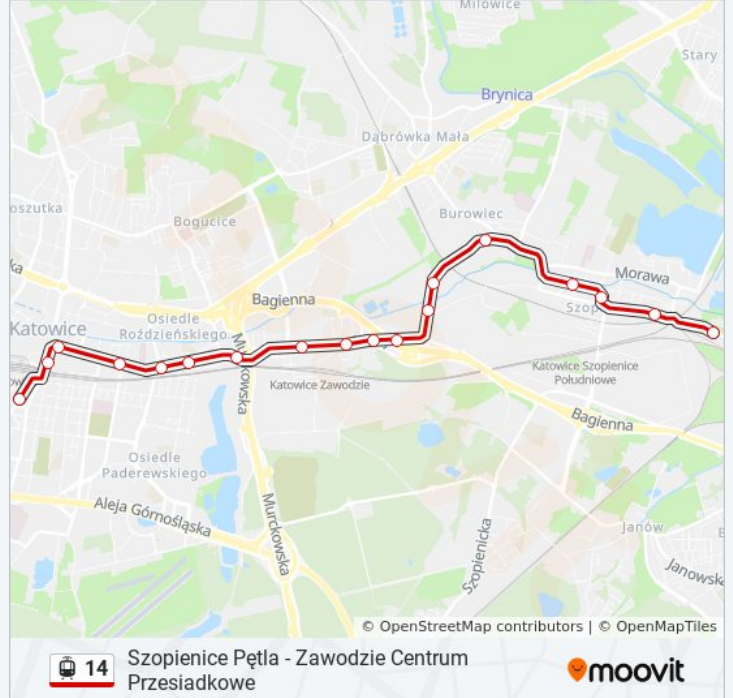 Milowice
Stary
Brynica
Dąbrówka Mała
oszutka
Bogucice
Burowiec
ka
Bagienna
Morawa
Osiedle
Roździeńskiego
Szop
Katowice
Murckowska
Katowice Zawodzie
Katowice Szopienice
Południowe
Bagienna
Osiedle
Paderewskiego
Aleja Górnośląska
Murckowska
Szopienicka
Janów
Janowsk
© OpenStreetMap contributors | © OpenMapTiles
14
Szopienice Pętla - Zawodzie Centrum
Przesiadkowe
moovit